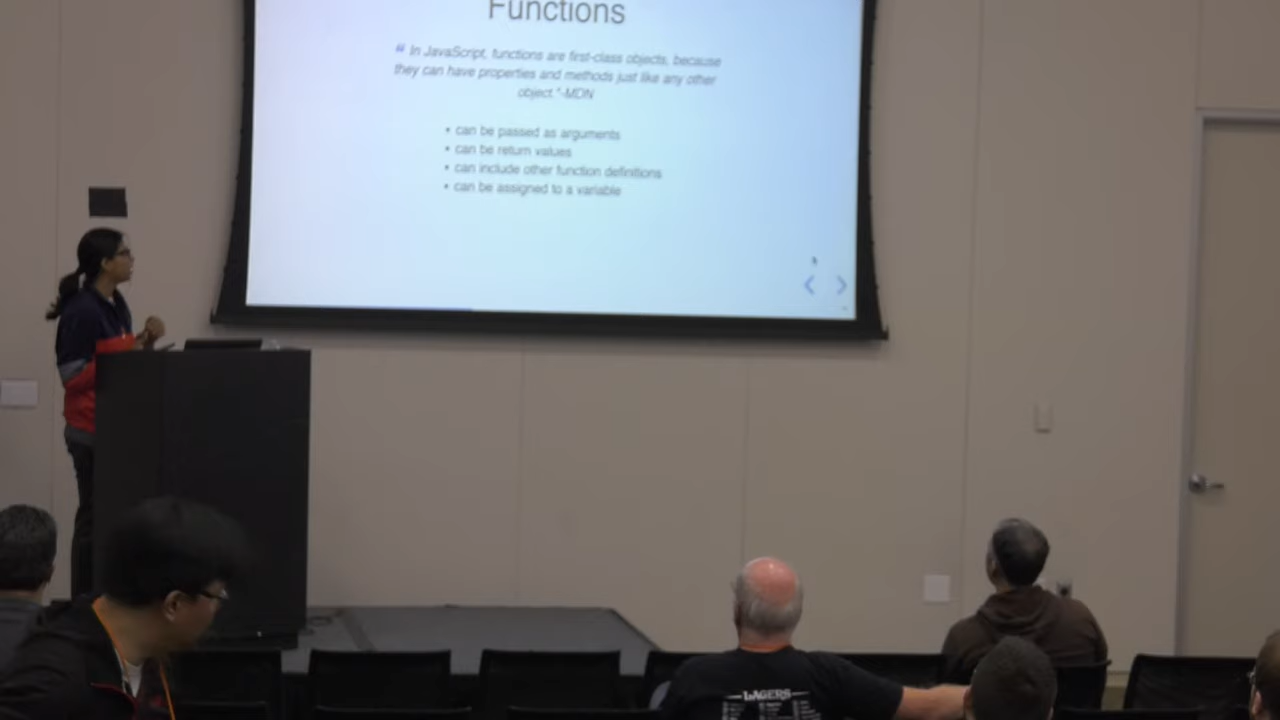 Functions
“ In JavaScript, functions are first-class objects, because
they can have properties and methods just like any other
object."-MDN
• can be passed as arguments
• can be return values
• can include other function definitions
• can be assigned to a variable
LAGERS